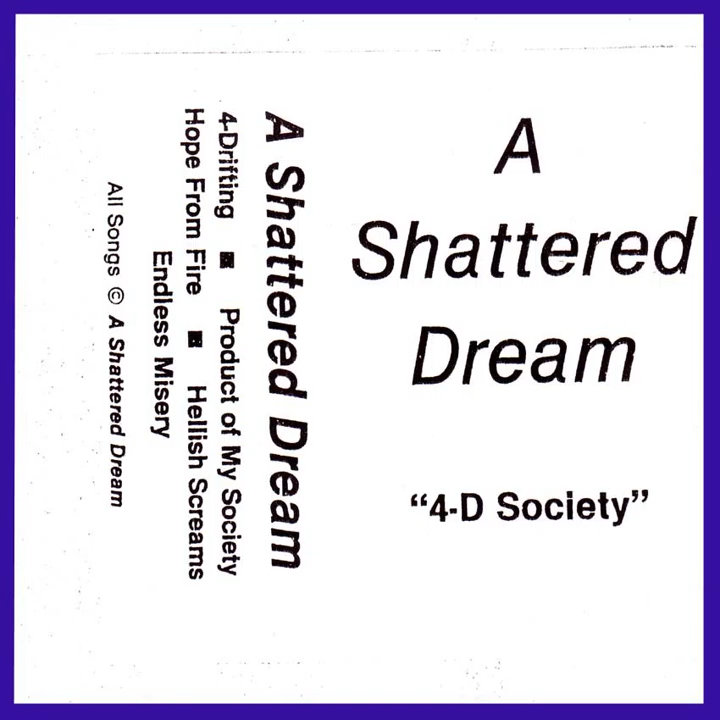 A
Shattered
Dream
“4-D Society”
A Shattered Dream
4-Drifting ■ Product of My Society
Hope From Fire ■ Hellish Screams
Endless Misery
All Songs © A Shattered Dream